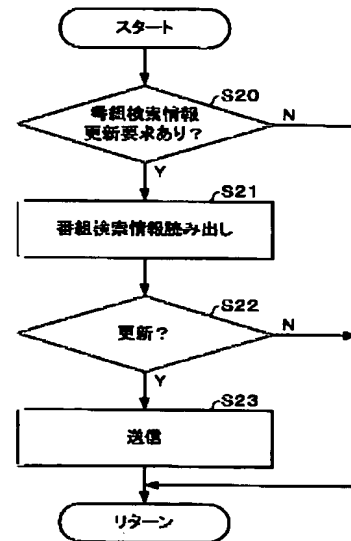 スタート
S20
番組検索情報
更新要求あり?
N
Y
S21
番組検索情報読み出し
S22
更新?
N
Y
S23
送信
リターン